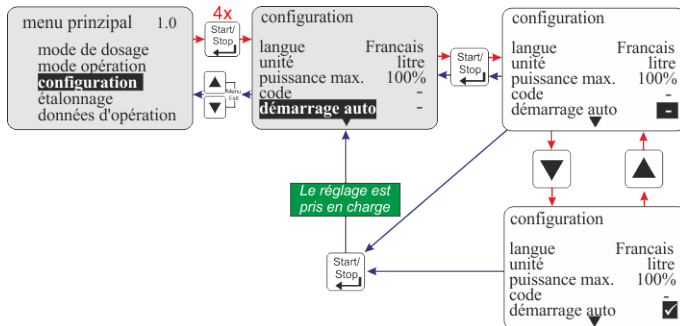 menu prinzipal 1.0
mode de dosage
mode opération
configuration
étalonnage
données d'opération
4x
Start/
Stop
Menu
Exit
configuration
langue Francais
unité litre
puissance max. 100%
code -
démarrage auto -
Start/
Stop
configuration
langue Francais
unité litre
puissance max. 100%
code -
démarrage auto -
Le réglage est
pris en charge
Start/
Stop
configuration
langue Francais
unité litre
puissance max. 100%
code -
démarrage auto ✓